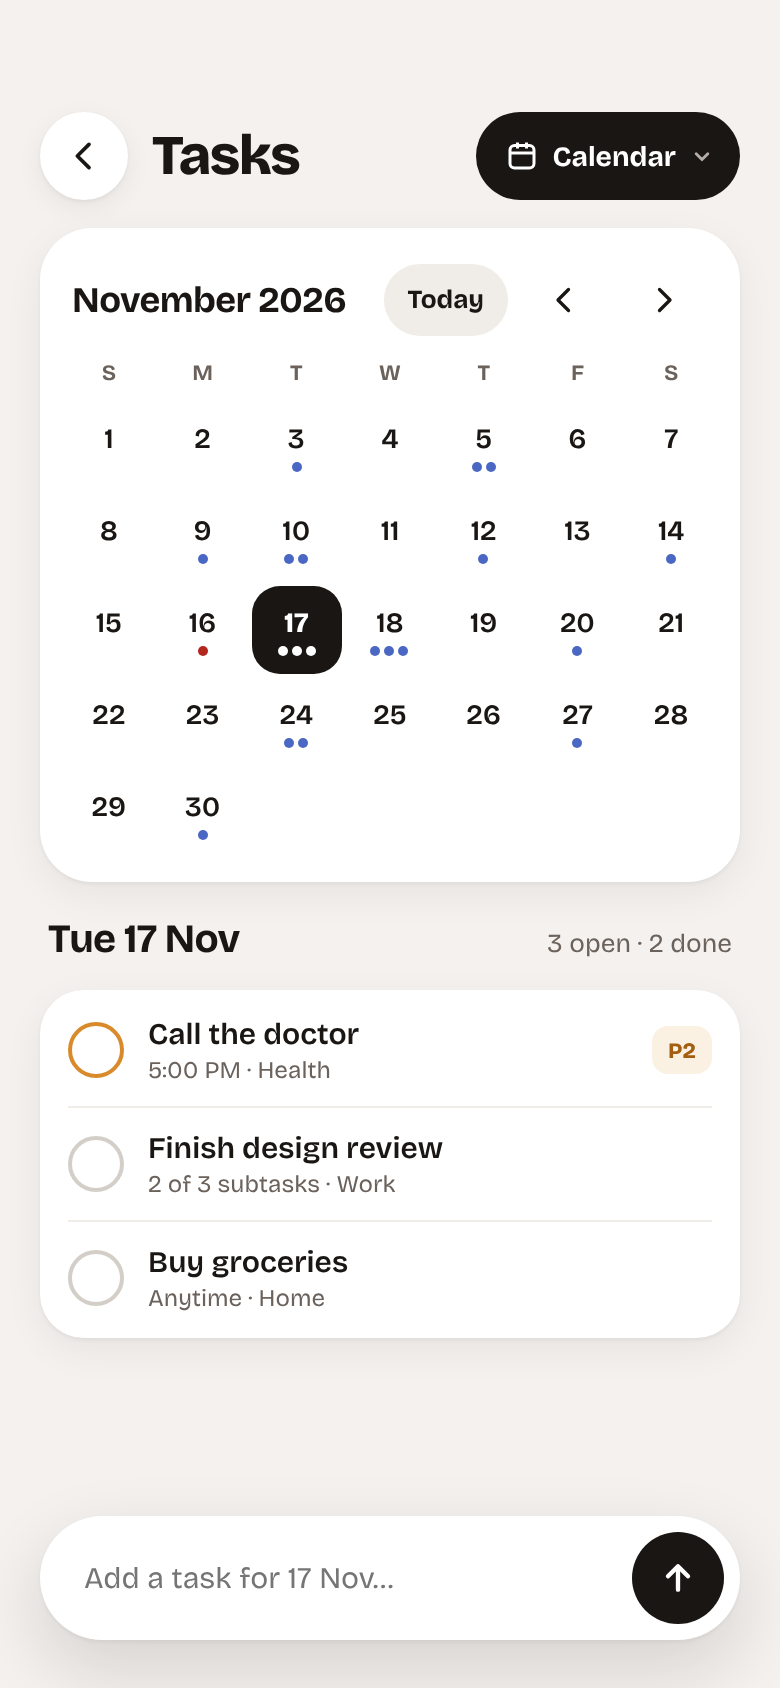 Tasks
Calendar
November 2026 Today
S M T W T F S
1 2 3 4 5 6 7
8 9 10 11 12 13 14
15 16 17 18 19 20 21
22 23 24 25 26 27 28
29 30
Tue 17 Nov 3 open · 2 done
Call the doctor
5:00 PM · Health
P2
Finish design review
2 of 3 subtasks · Work
Buy groceries
Anytime · Home
Add a task for 17 Nov...